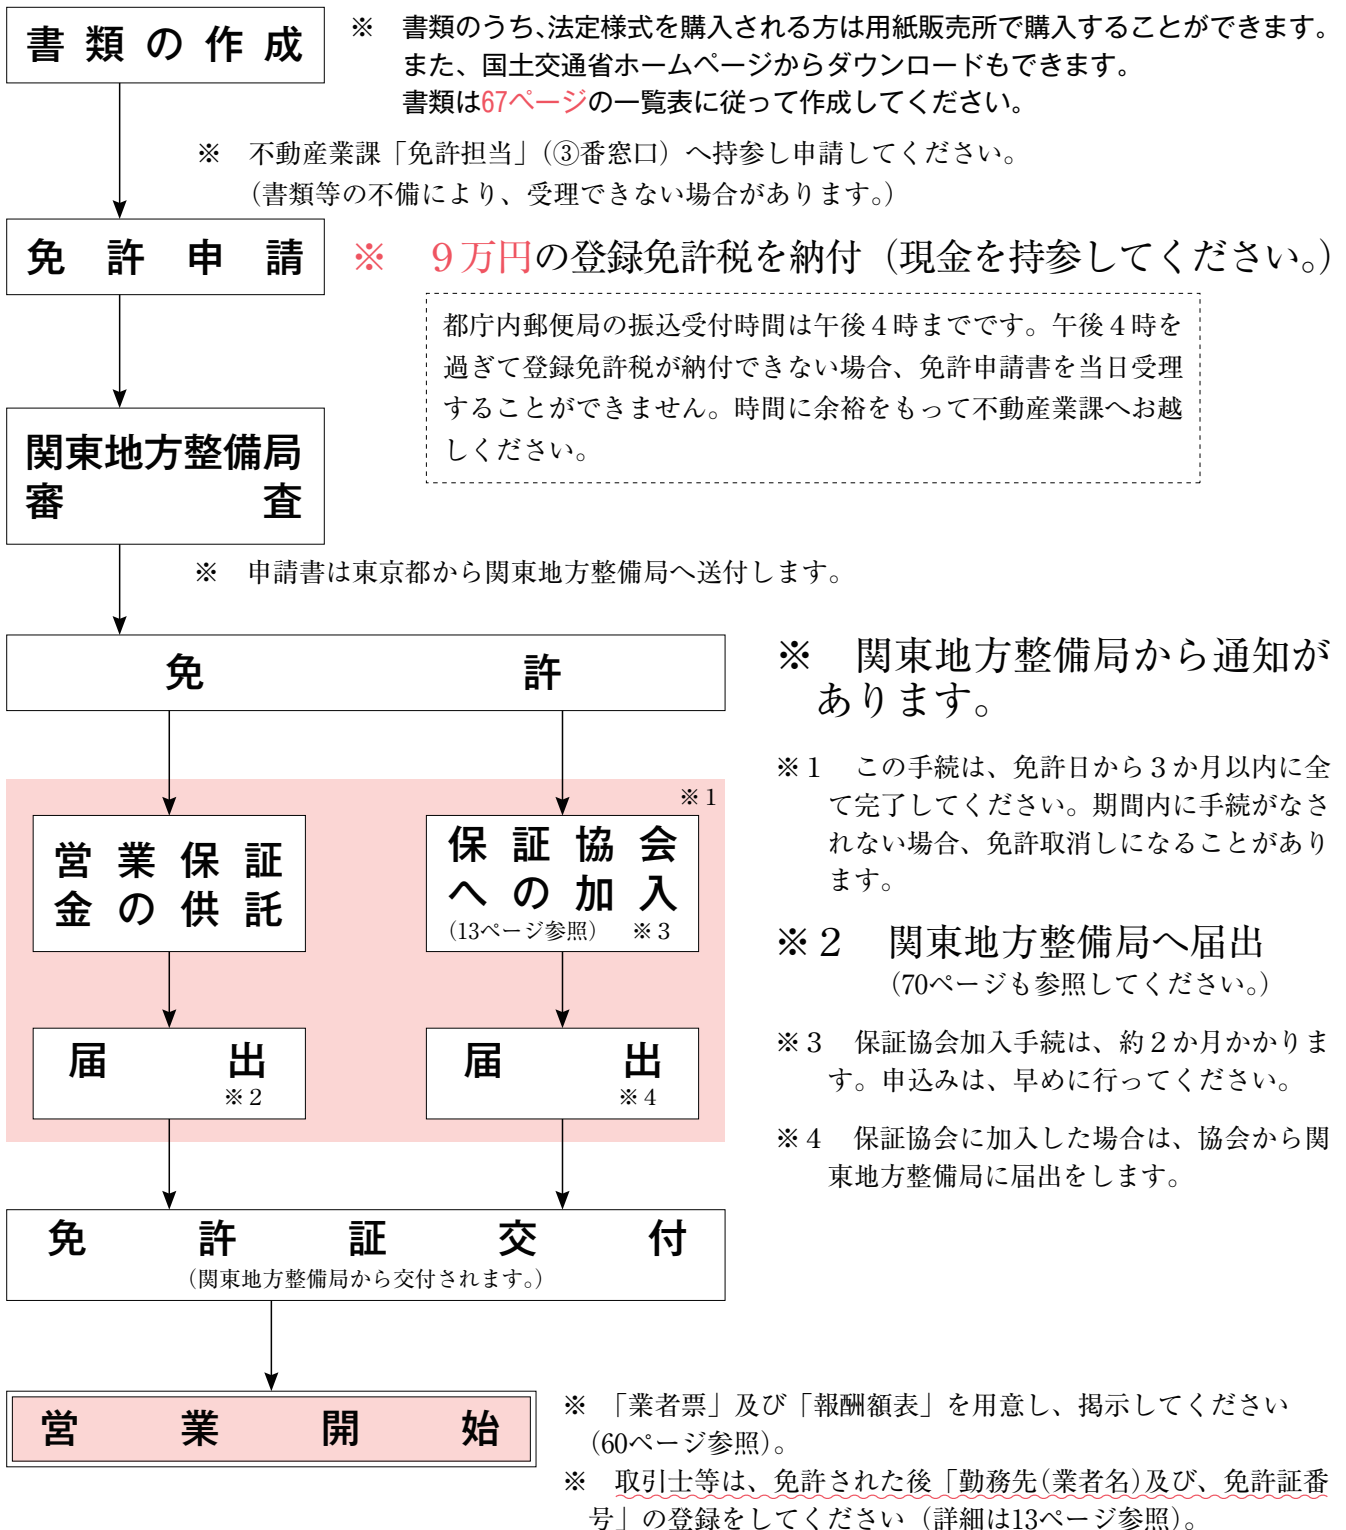 書類の作成
※　書類のうち、法定様式を購入される方は用紙販売所で購入することができます。
また、国土交通省ホームページからダウンロードもできます。
書類は67ページの一覧表に従って作成してください。
※　不動産業課「免許担当」（③番窓口）へ持参し申請してください。
（書類等の不備により、受理できない場合があります。）
免許申請
※　９万円の登録免許税を納付（現金を持参してください。）
都庁内郵便局の振込受付時間は午後４時までです。午後４時を
過ぎて登録免許税が納付できない場合、免許申請書を当日受理
することができません。時間に余裕をもって不動産業課へお越
しください。
関東地方整備局
審査
※　申請書は東京都から関東地方整備局へ送付します。
免許
※　関東地方整備局から通知が
あります。
※１
営業保証
金の供託
保証協会
への加入
（13ページ参照）　※３
届出
※２
届出
※４
※１　この手続は、免許日から３か月以内に全
て完了してください。期間内に手続がなさ
れない場合、免許取消しになることがあり
ます。
※２　関東地方整備局へ届出
（70ページも参照してください。）
※３　保証協会加入手続は、約２か月かかりま
す。申込みは、早めに行ってください。
※４　保証協会に加入した場合は、協会から関
東地方整備局に届出をします。
免許証交付
（関東地方整備局から交付されます。）
営業開始
※　「業者票」及び「報酬額表」を用意し、掲示してください
（60ページ参照）。
※　取引士等は、免許された後「勤務先（業者名）及び、免許証番
号」の登録をしてください（詳細は13ページ参照）。